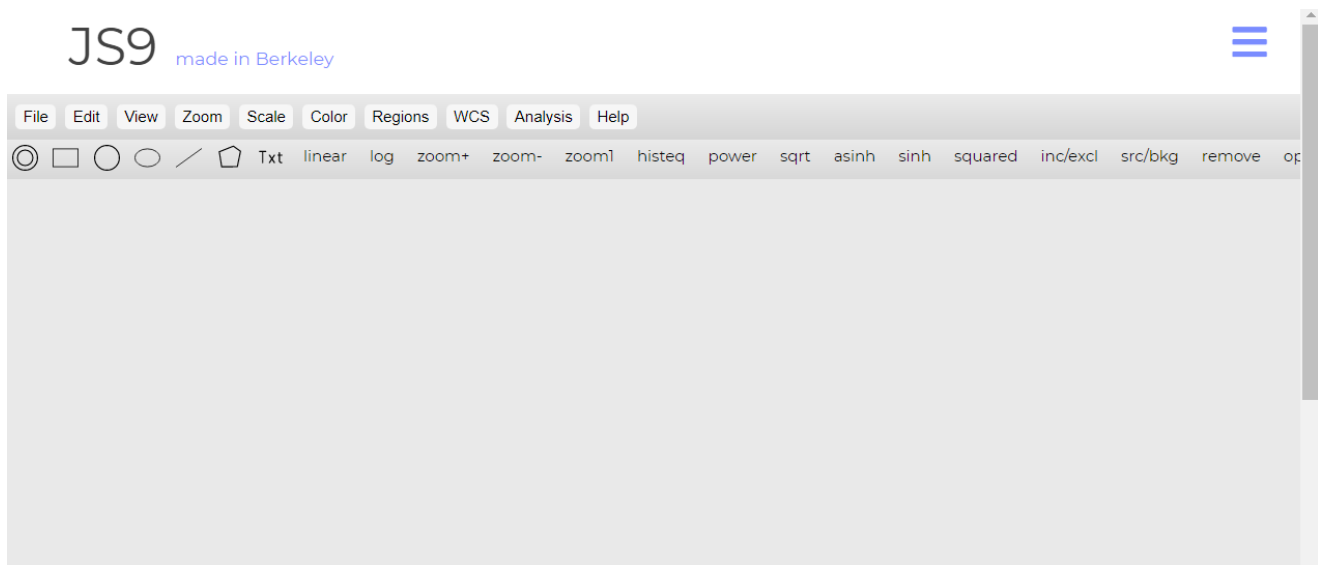 JS9 made in Berkeley
File Edit View Zoom Scale Color Regions WCS Analysis Help
Txt linear log zoom+ zoom- zoom1 histeq power sqrt asinh sinh squared inc/excl src/bkg remove op